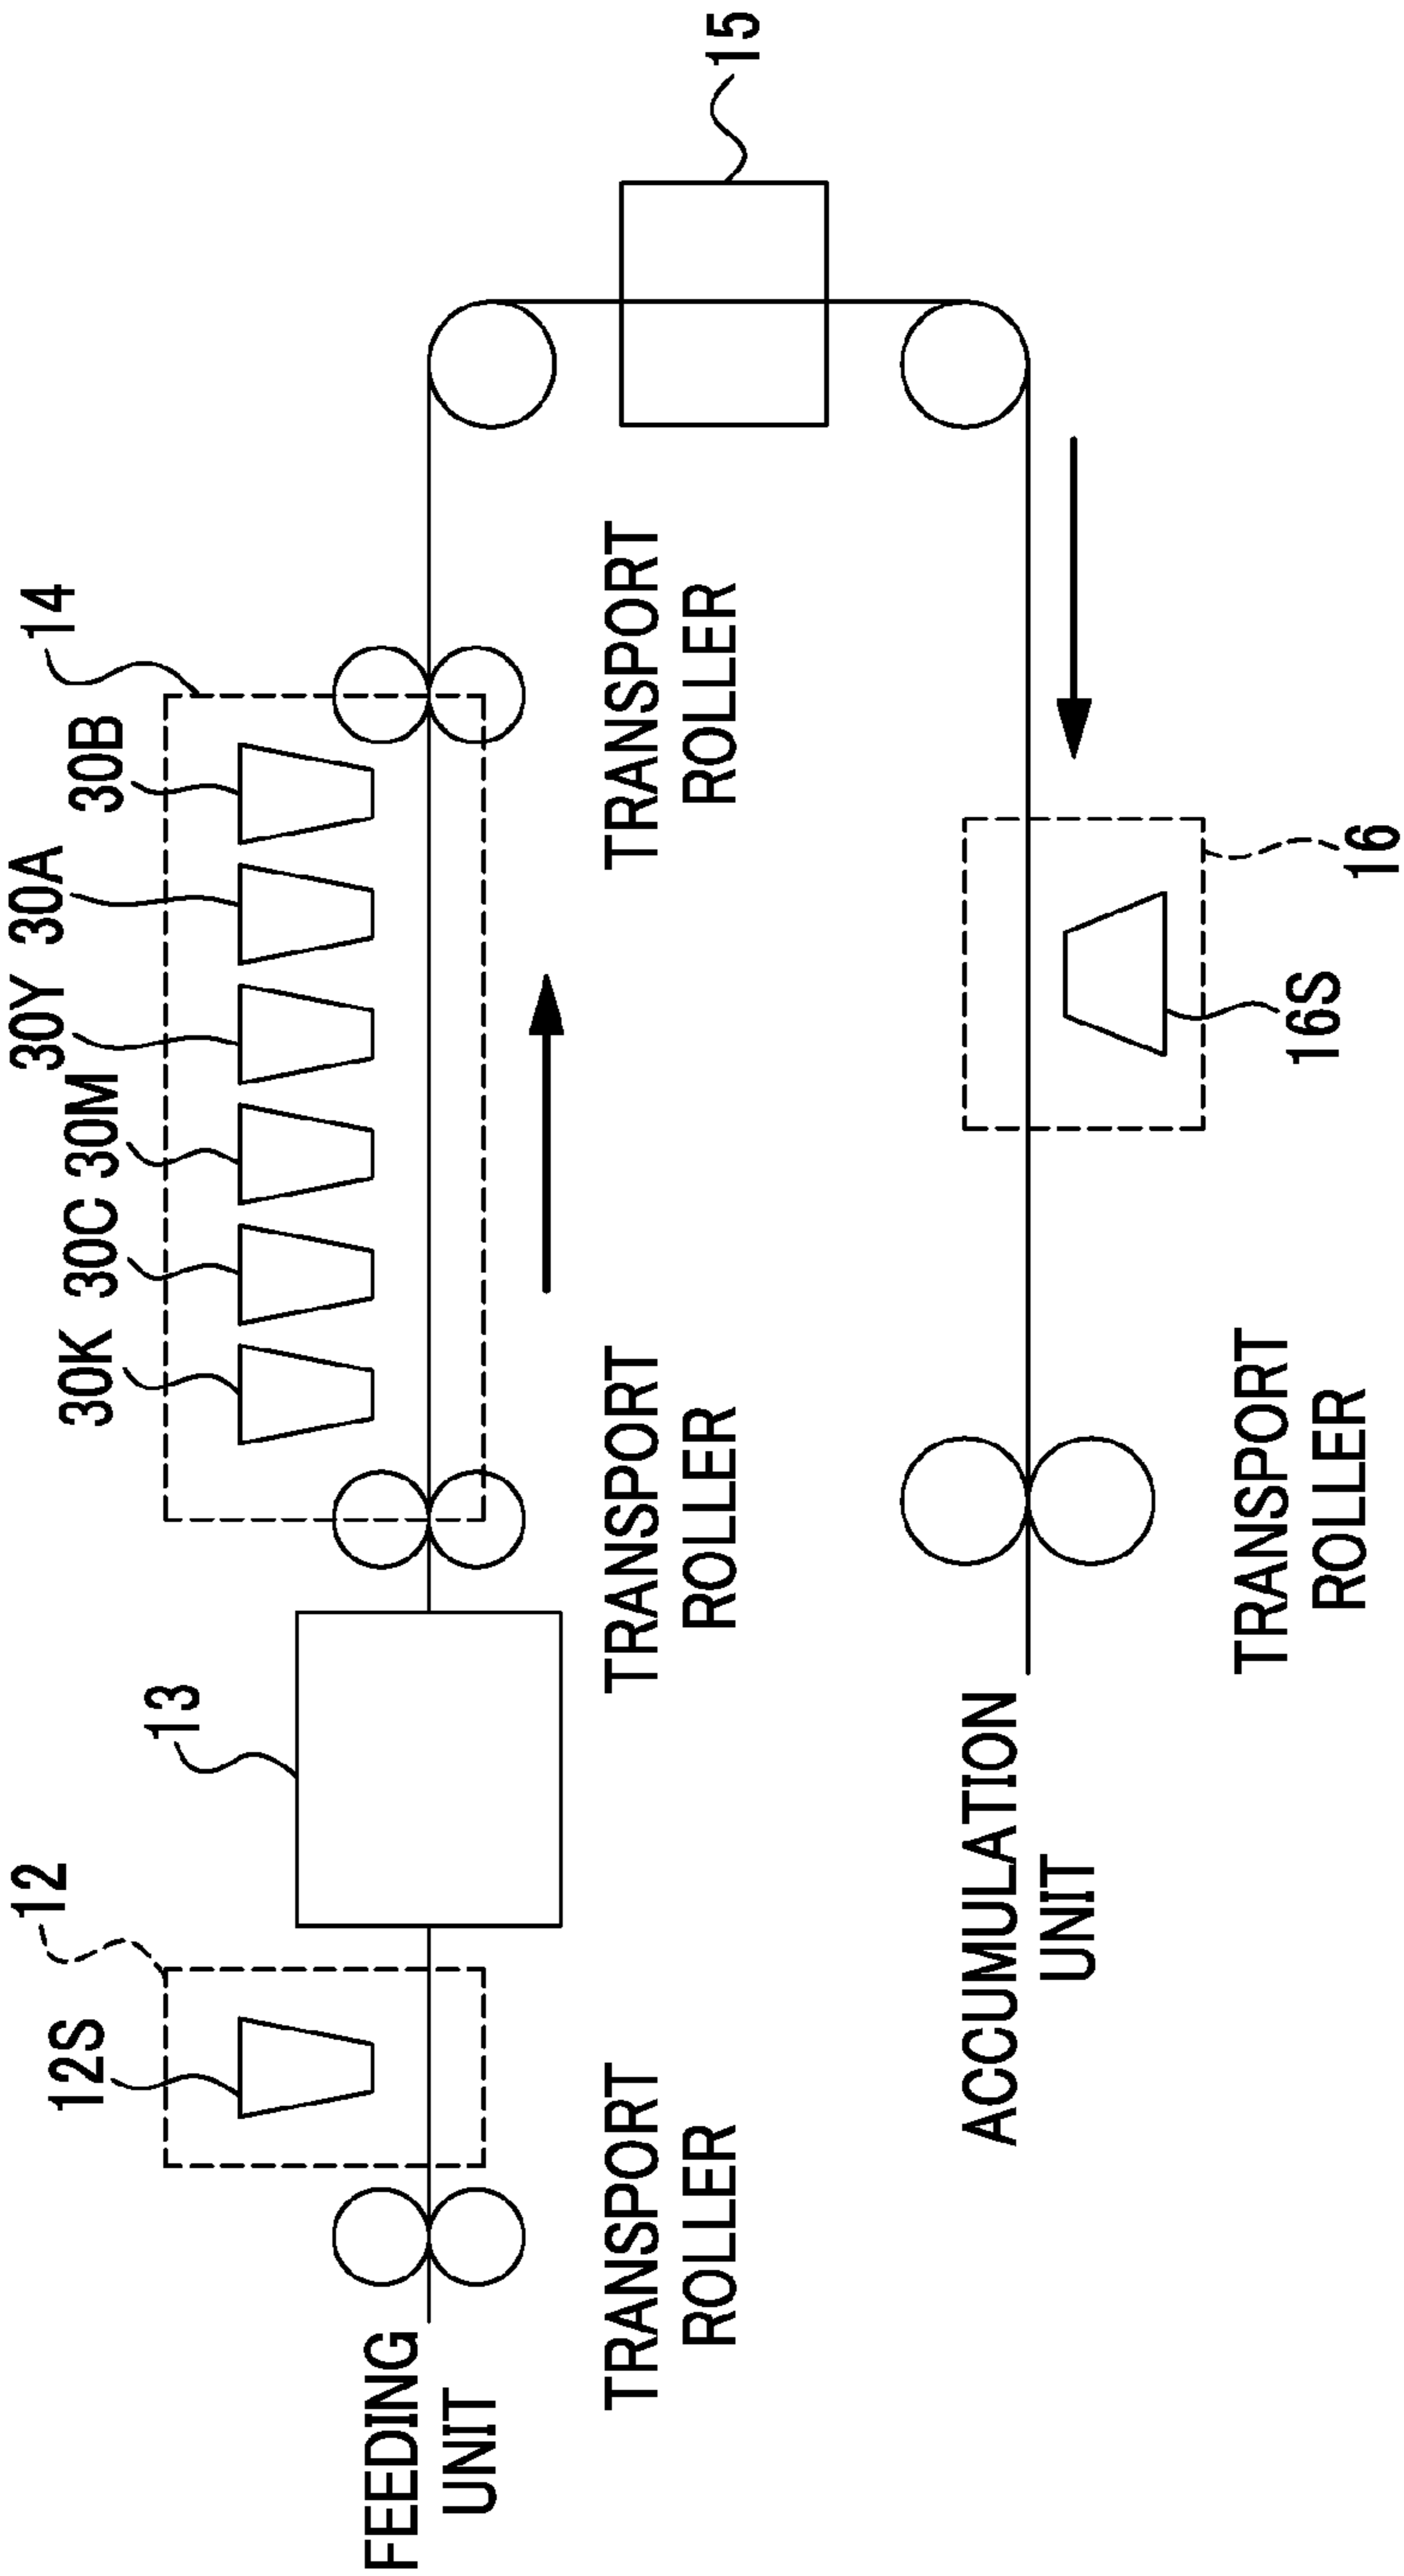 12S
12
13
30K
30C
30M
30Y
30A
30B
14
15
FEEDING
UNIT
TRANSPORT
ROLLER
TRANSPORT
ROLLER
TRANSPORT
ROLLER
ACCUMULATION
UNIT
TRANSPORT
ROLLER
16S
16